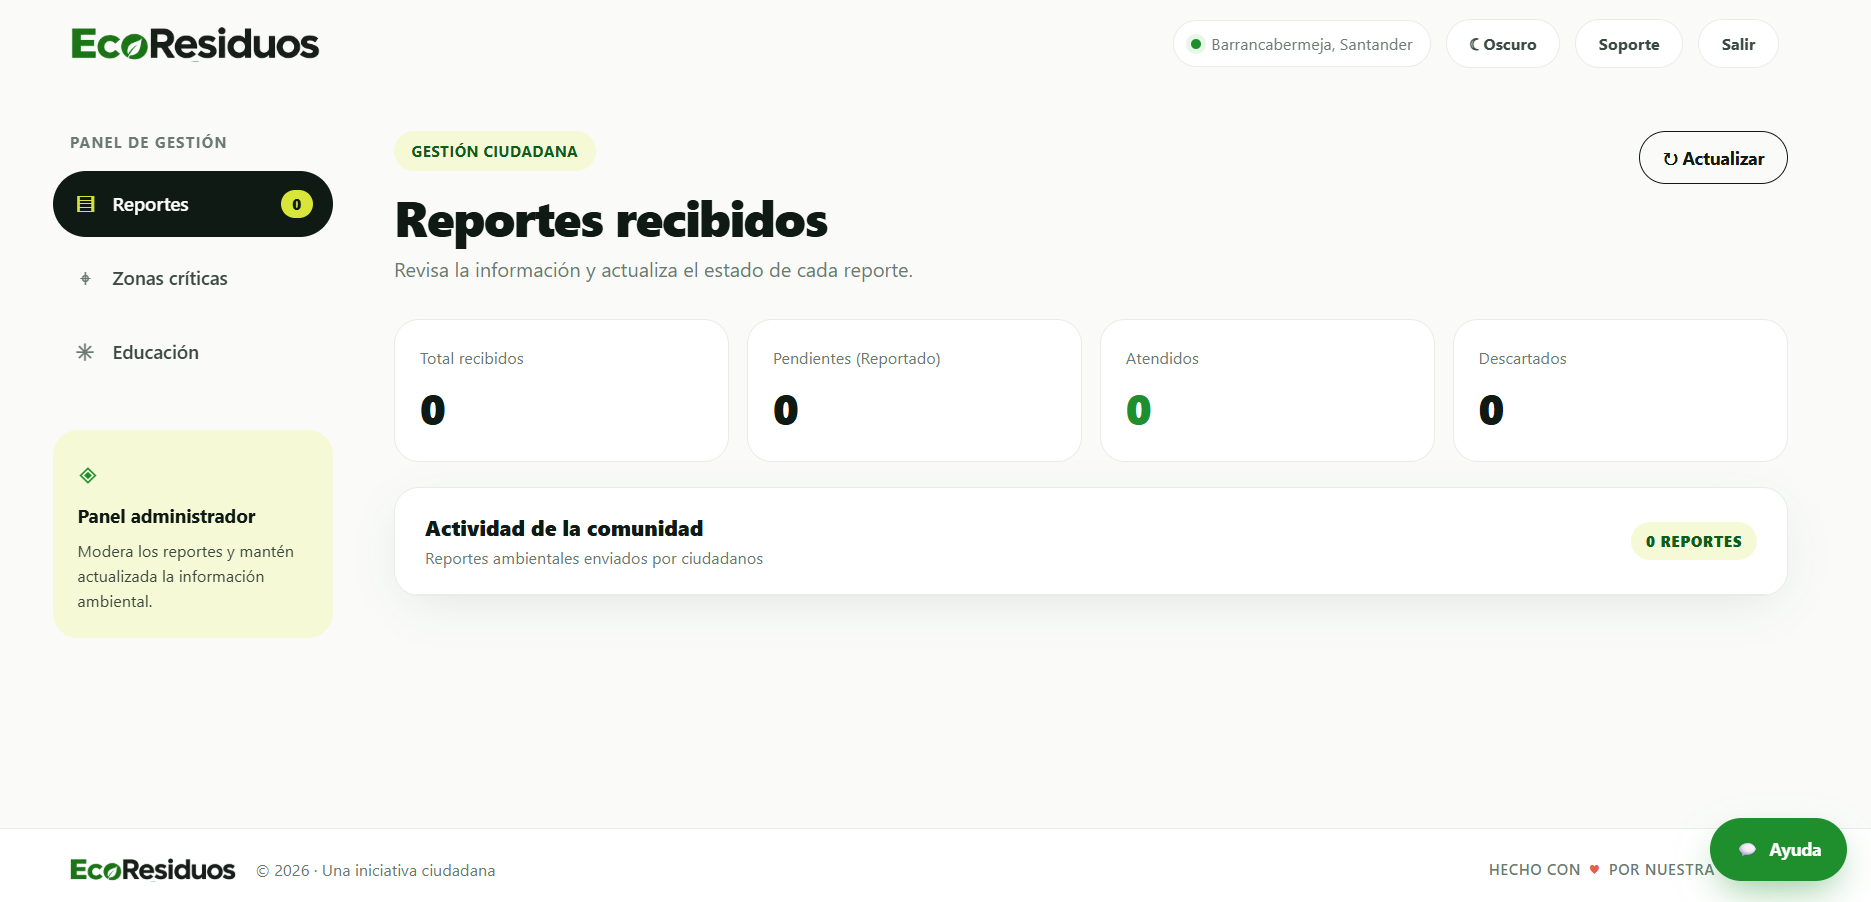 EcoResiduos
Barrancabermeja, Santander
☾ Oscuro
Soporte
Salir
PANEL DE GESTIÓN
Reportes
0
Zonas críticas
Educación
Panel administrador
Modera los reportes y mantén
actualizada la información
ambiental.
GESTIÓN CIUDADANA
↻ Actualizar
Reportes recibidos
Revisa la información y actualiza el estado de cada reporte.
Total recibidos
0
Pendientes (Reportado)
0
Atendidos
0
Descartados
0
Actividad de la comunidad
Reportes ambientales enviados por ciudadanos
0 REPORTES
EcoResiduos
© 2026 · Una iniciativa ciudadana
HECHO CON ♥ POR NUESTRA
Ayuda